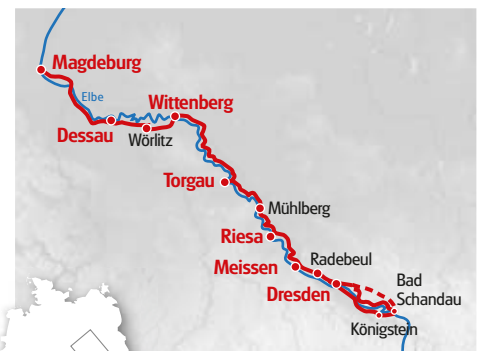 Magdeburg
Elbe
Wittenberg
Dessau
Wörlitz
Torgau
Mühlberg
Riesa
Meissen
Radebeul
Dresden
Bad
Schandau
Königstein